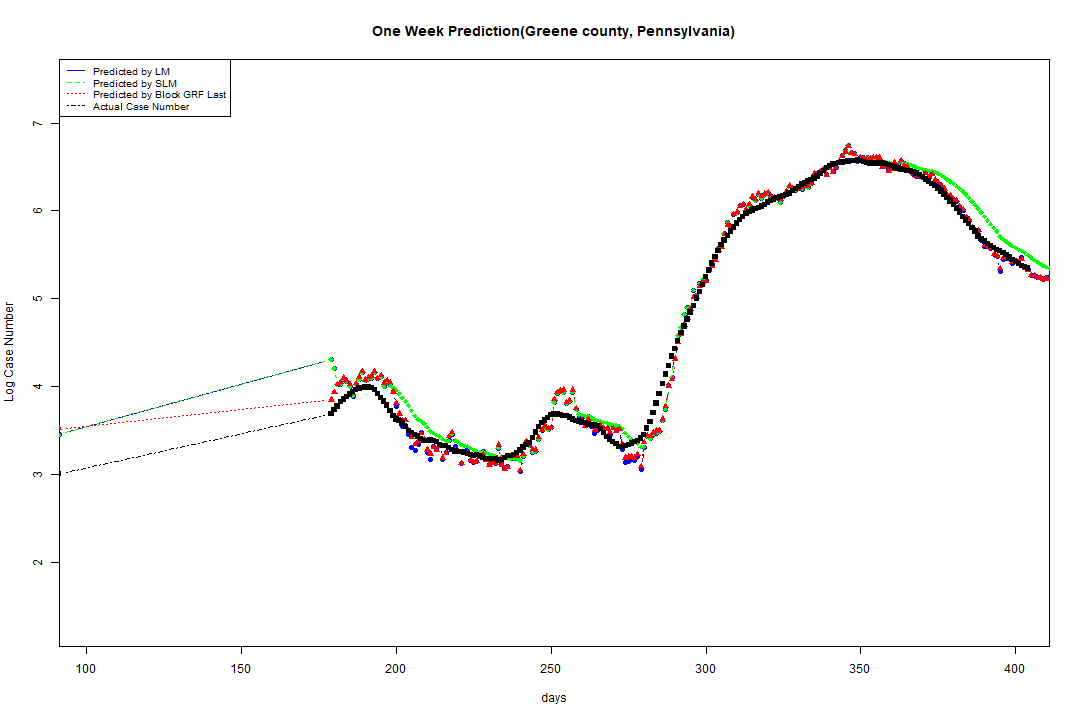 One Week Prediction(Greene county, Pennsylvania)
Predicted by LM
Predicted by SLM
Predicted by Block GRF Last
Actual Case Number
7
6
5
4
3
2
Log Case Number
100 150 200 250 300 350 400
days